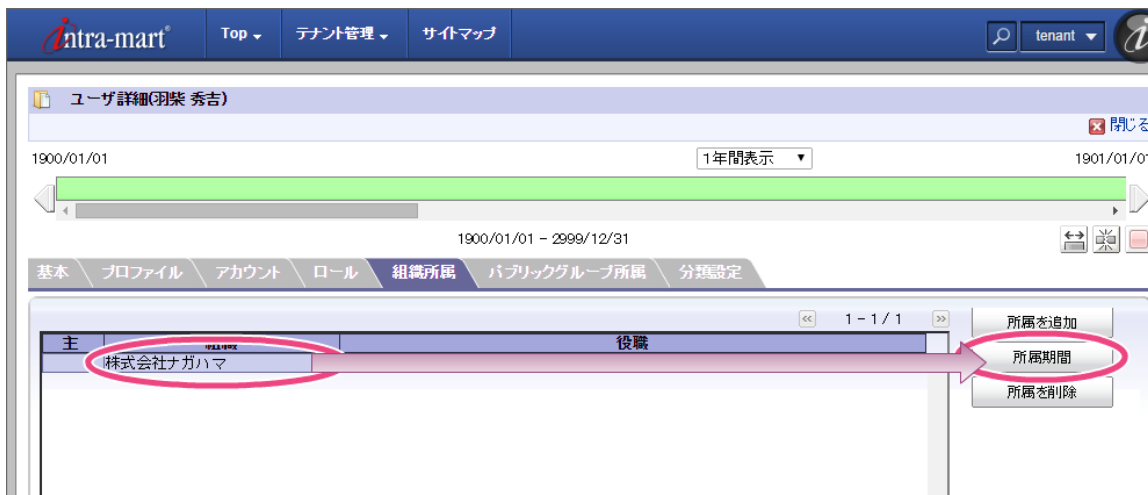 intra-mart® Top テナント管理 サイトマップ tenant
ユーザ詳細(羽柴 秀吉)
閉じる
1900/01/01 1年間表示 1901/01/01
1900/01/01 - 2999/12/31
基本 プロファイル アカウント ロール 組織所属 パブリックグループ所属 分類設定
1 - 1 / 1 所属を追加
主 組織 役職
株式会社ナガハマ 所属期間
所属を削除